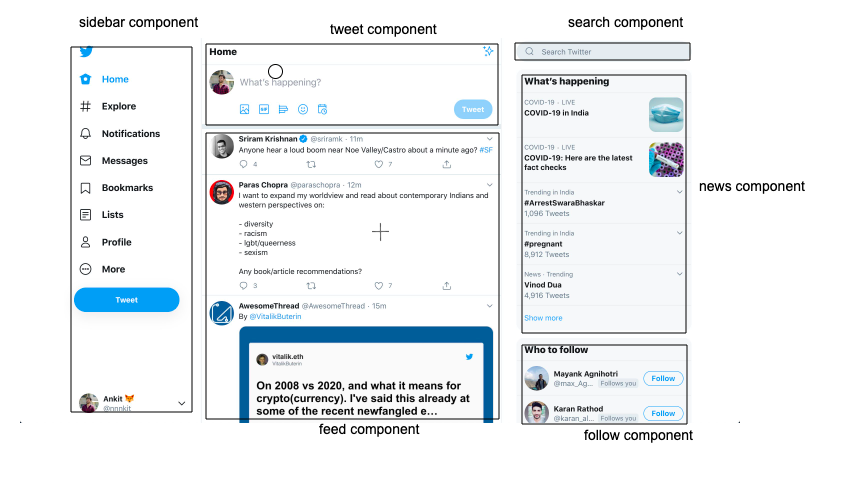 sidebar component
tweet component
search component
Home
Explore
Notifications
Messages
Bookmarks
Lists
Profile
More
Tweet
Ankit 🦊
@nnnkit
Home
What's happening?
GIF
Tweet
Sriram Krishnan @sriramk · 11m
Anyone hear a loud boom near Noe Valley/Castro about a minute ago? #SF
4 7
Paras Chopra @paraschopra · 12m
I want to expand my worldview and read about contemporary Indians and
western perspectives on:
- diversity
- racism
- lgbt/queerness
- sexism
Any book/article recommendations?
3 7
AwesomeThread @AwesomeThread · 15m
By @VitalikButerin
vitalik.eth
VitalikButerin
On 2008 vs 2020, and what it means for
crypto(currency). I've said this already at
some of the recent newfangled e...
feed component
Search Twitter
What's happening
COVID-19 · LIVE
COVID-19 in India
COVID-19 · LIVE
COVID-19: Here are the latest
fact checks
Trending in India
#ArrestSwaraBhaskar
1,096 Tweets
Trending in India
#pregnant
8,912 Tweets
News · Trending
Vinod Dua
4,916 Tweets
Show more
news component
Who to follow
Mayank Agnihotri
@max_Ag... Follows you
Follow
Karan Rathod
@karan_al... Follows you
Follow
follow component